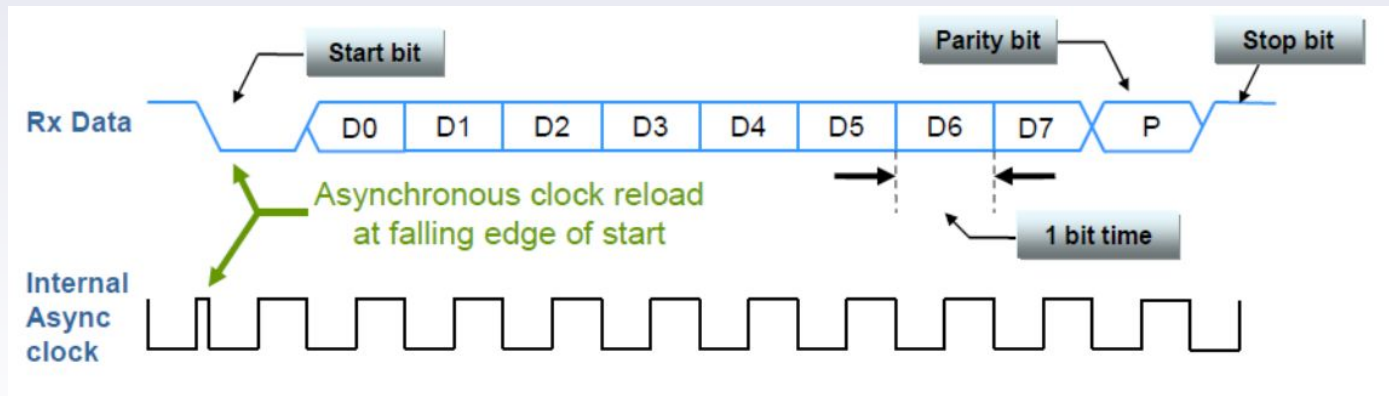 Start bit
Parity bit
Stop bit
Rx Data
D0 D1 D2 D3 D4 D5 D6 D7 P
Asynchronous clock reload
at falling edge of start
1 bit time
Internal
Async
clock